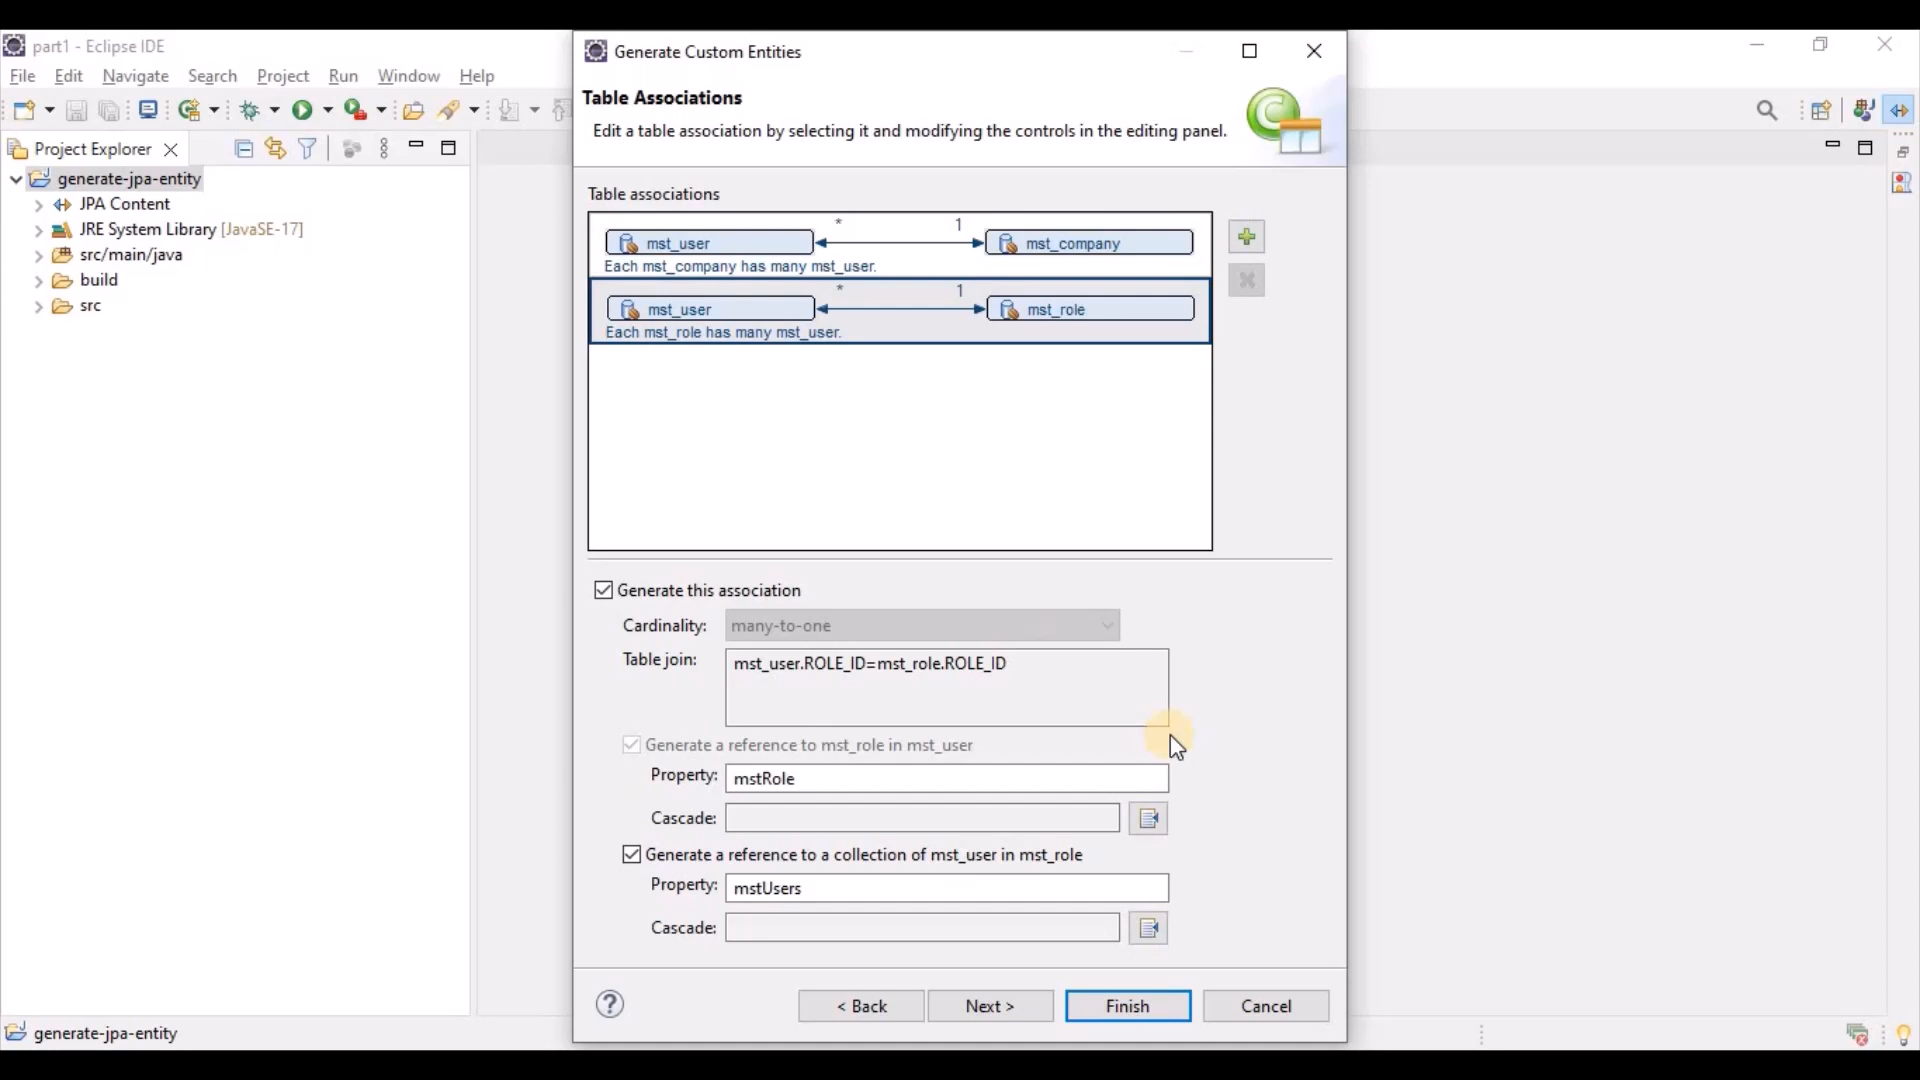 part1 - Eclipse IDE
File Edit Navigate Search Project Run Window Help
Project Explorer
generate-jpa-entity
JPA Content
JRE System Library [JavaSE-17]
src/main/java
build
src
generate-jpa-entity
Generate Custom Entities
Table Associations
Edit a table association by selecting it and modifying the controls in the editing panel.
Table associations
mst_user * 1 mst_company
Each mst_company has many mst_user.
mst_user * 1 mst_role
Each mst_role has many mst_user.
Generate this association
Cardinality: many-to-one
Table join: mst_user.ROLE_ID=mst_role.ROLE_ID
Generate a reference to mst_role in mst_user
Property: mstRole
Cascade:
Generate a reference to a collection of mst_user in mst_role
Property: mstUsers
Cascade:
< Back Next > Finish Cancel